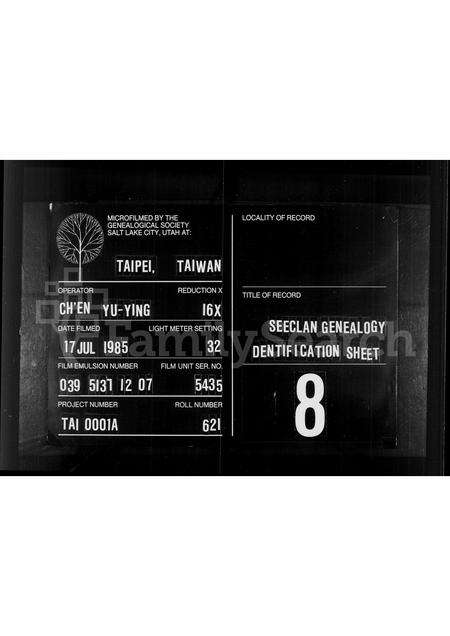 MICROFILMED BY THE
GENEALOGICAL SOCIETY
SALT LAKE CITY, UTAH AT:
TAIPEI, TAIWAN
OPERATOR REDUCTION X
CH'EN YU-YING 16X
DATE FILMED LIGHT METER SETTING
17 JUL 1985 32
FILM EMULSION NUMBER FILM UNIT SER. NO.
039 5137 12 07 5435
PROJECT NUMBER ROLL NUMBER
TAI 0001A 621
LOCALITY OF RECORD
TITLE OF RECORD
SEECLAN GENEALOGY
DENTIFICATION SHEET
8
FamilySearch